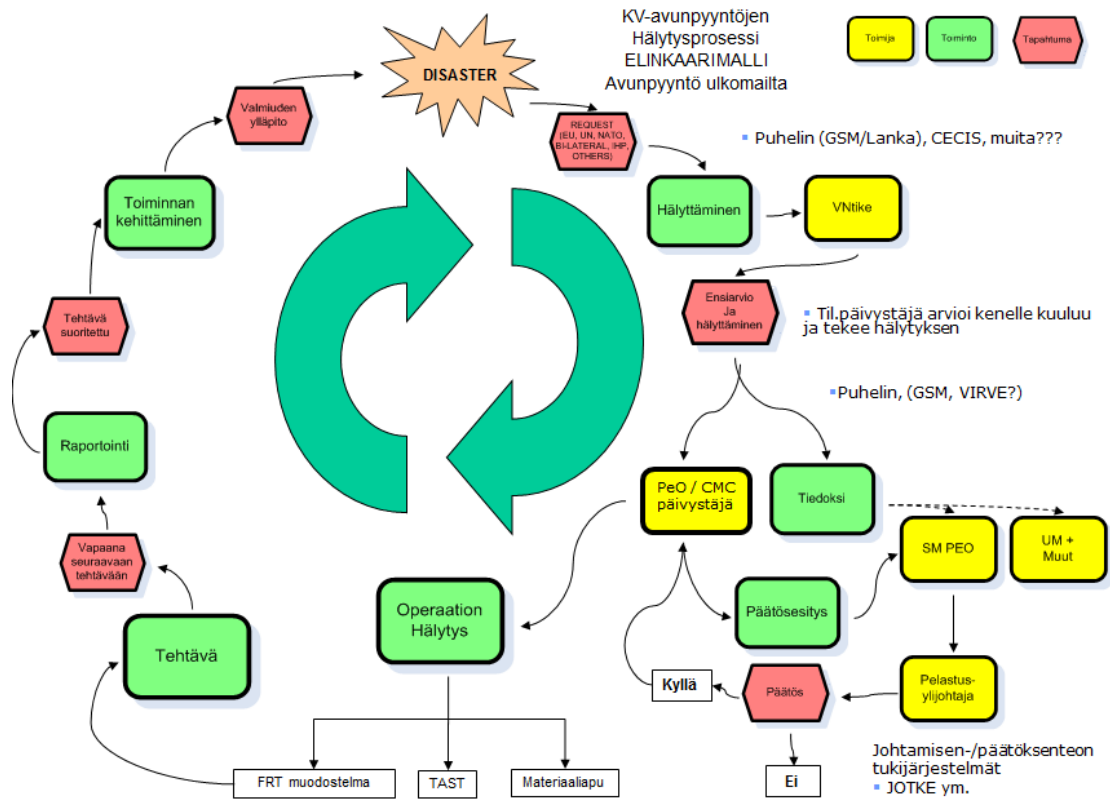 KV-avunpyyntöjen
Hälytysprosessi
ELINKAARIMALLI
Avunpyyntö ulkomailta
Toimija
Toiminto
Tapahtuma
DISASTER
Valmiuden
ylläpito
REQUEST
(EU, UN, NATO,
BI-LATERAL, IHP,
OTHERS)
▪ Puhelin (GSM/Lanka), CECIS, muita???
Toiminnan
kehittäminen
Hälyttäminen
VNtike
Ensiarvio
Ja
hälyttäminen
▪ Til.päivystäjä arvioi kenelle kuuluu
ja tekee hälytyksen
Tehtävä
suoritettu
▪Puhelin, (GSM, VIRVE?)
Raportointi
PeO / CMC
päivystäjä
Tiedoksi
SM PEO
UM +
Muut
Vapaana
seuraavaan
tehtävään
Operaation
Hälytys
Päätösesitys
Tehtävä
Kyllä
Päätös
Pelastus-
ylijohtaja
FRT muodostelma
TAST
Materiaaliapu
Ei
Johtamisen-/päätöksenteon
tukijärjestelmät
▪ JOTKE ym.